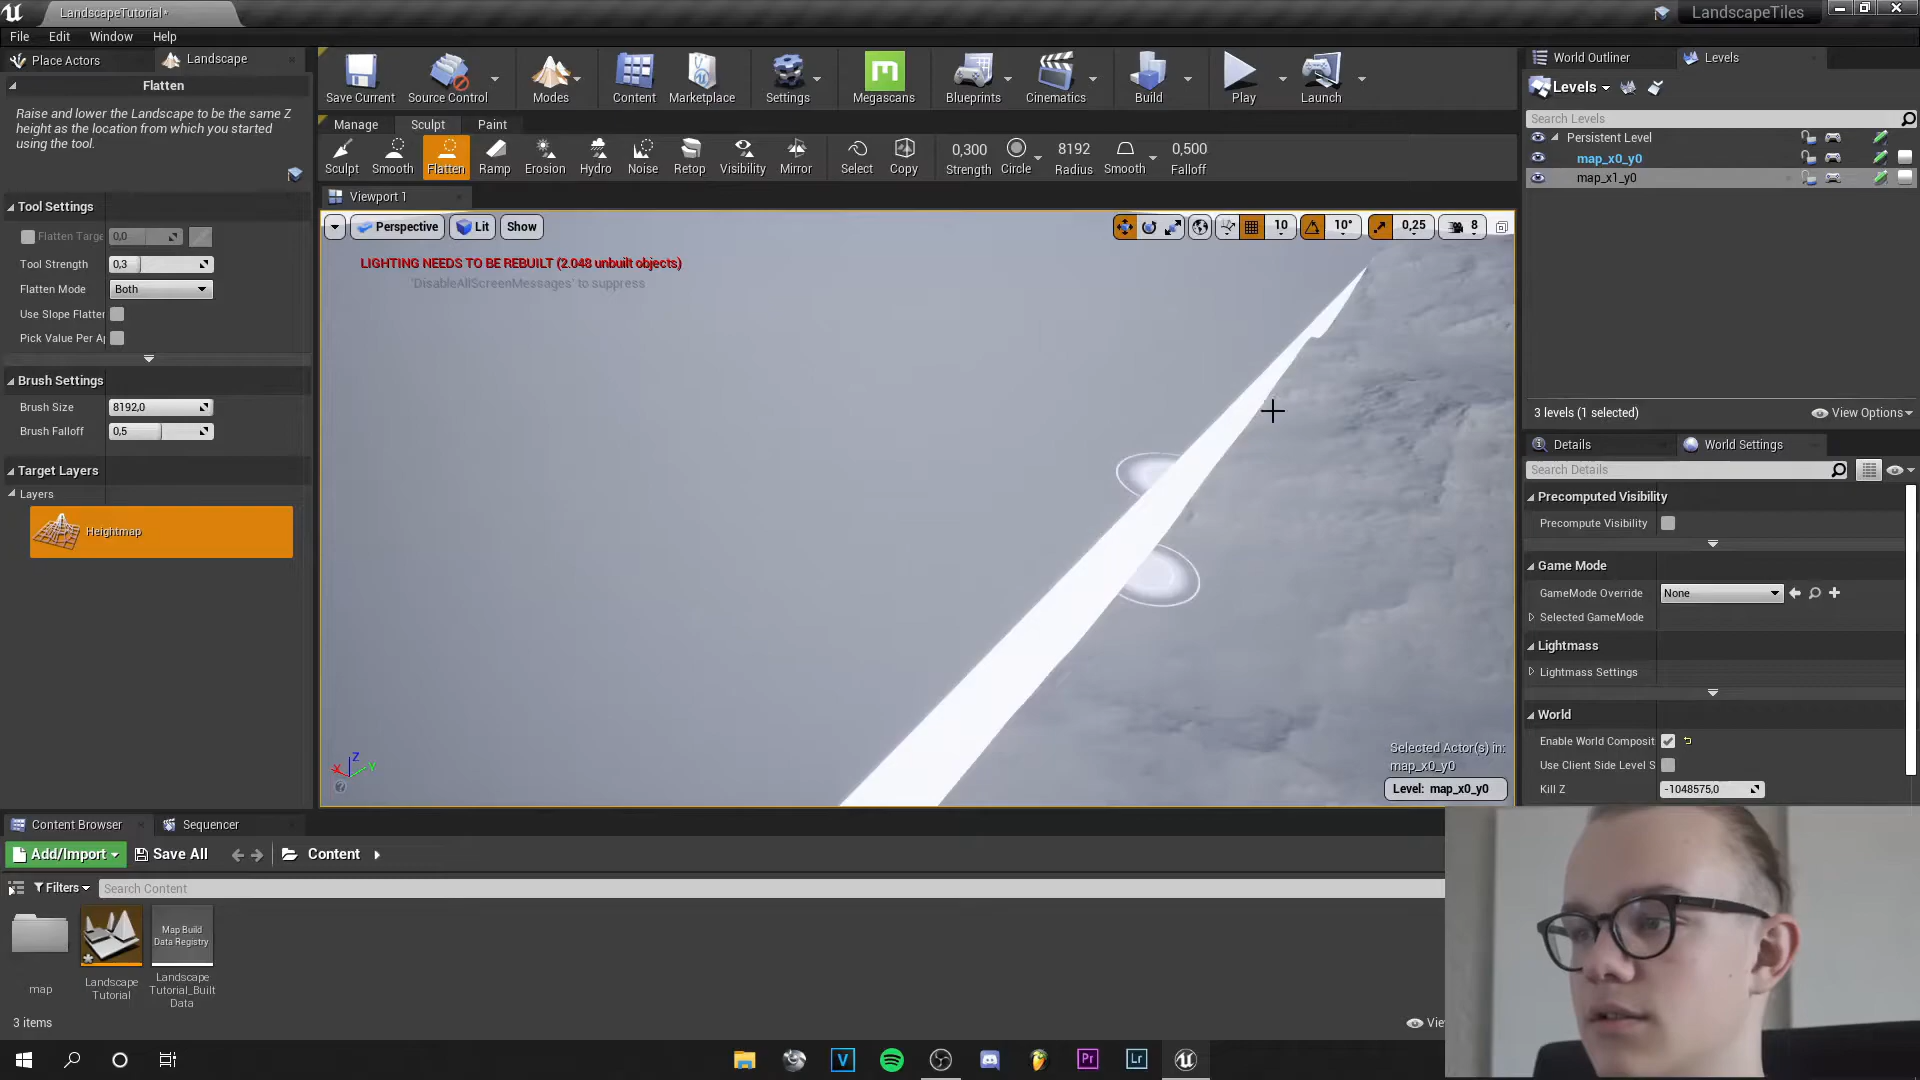 LandscapeTutorial*
LandscapeTiles
File Edit Window Help
Place Actors
Landscape
Flatten
Raise and lower the Landscape to be the same Z
height as the location from which you started
using the tool.
Tool Settings
Flatten Targe 0,0
Tool Strength 0,3
Flatten Mode Both
Use Slope Flatter
Pick Value Per Ap
Brush Settings
Brush Size 8192,0
Brush Falloff 0,5
Target Layers
Layers
Heightmap
Save Current Source Control Modes Content Marketplace Settings Megascans Blueprints Cinematics Build Play Launch
Manage Sculpt Paint
0,300 8192 0,500
Sculpt Smooth Flatten Ramp Erosion Hydro Noise Retop Visibility Mirror Select Copy Strength Circle Radius Smooth Falloff
Viewport 1
Perspective Lit Show
10 10° 0,25 8
LIGHTING NEEDS TO BE REBUILT (2.048 unbuilt objects)
'DisableAllScreenMessages' to suppress
X Z Y
Selected Actor(s) in:
map_x0_y0
Level: map_x0_y0
World Outliner Levels
Levels
Search Levels
Persistent Level
map_x0_y0
map_x1_y0
3 levels (1 selected) View Options
Details World Settings
Search Details
Precomputed Visibility
Precompute Visibility
Game Mode
GameMode Override None
Selected GameMode
Lightmass
Lightmass Settings
World
Enable World Composit
Use Client Side Level S
Kill Z -1048575,0
Content Browser Sequencer
Add/Import Save All Content
Filters Search Content
Map Build
Data Registry
map
Landscape
Tutorial
Landscape
Tutorial_Built
Data
3 items
Vie
V Pr Lr